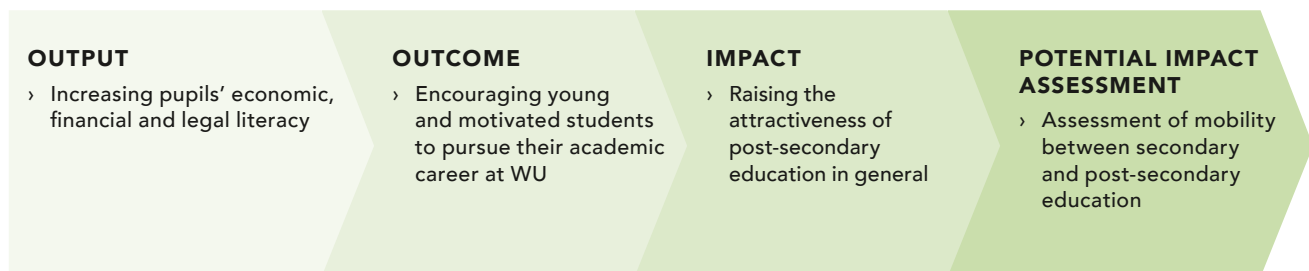 OUTPUT
› Increasing pupils’ economic,
financial and legal literacy
OUTCOME
› Encouraging young
and motivated students
to pursue their academic
career at WU
IMPACT
› Raising the
attractiveness of
post-secondary
education in general
POTENTIAL IMPACT
ASSESSMENT
› Assessment of mobility
between secondary
and post-secondary
education